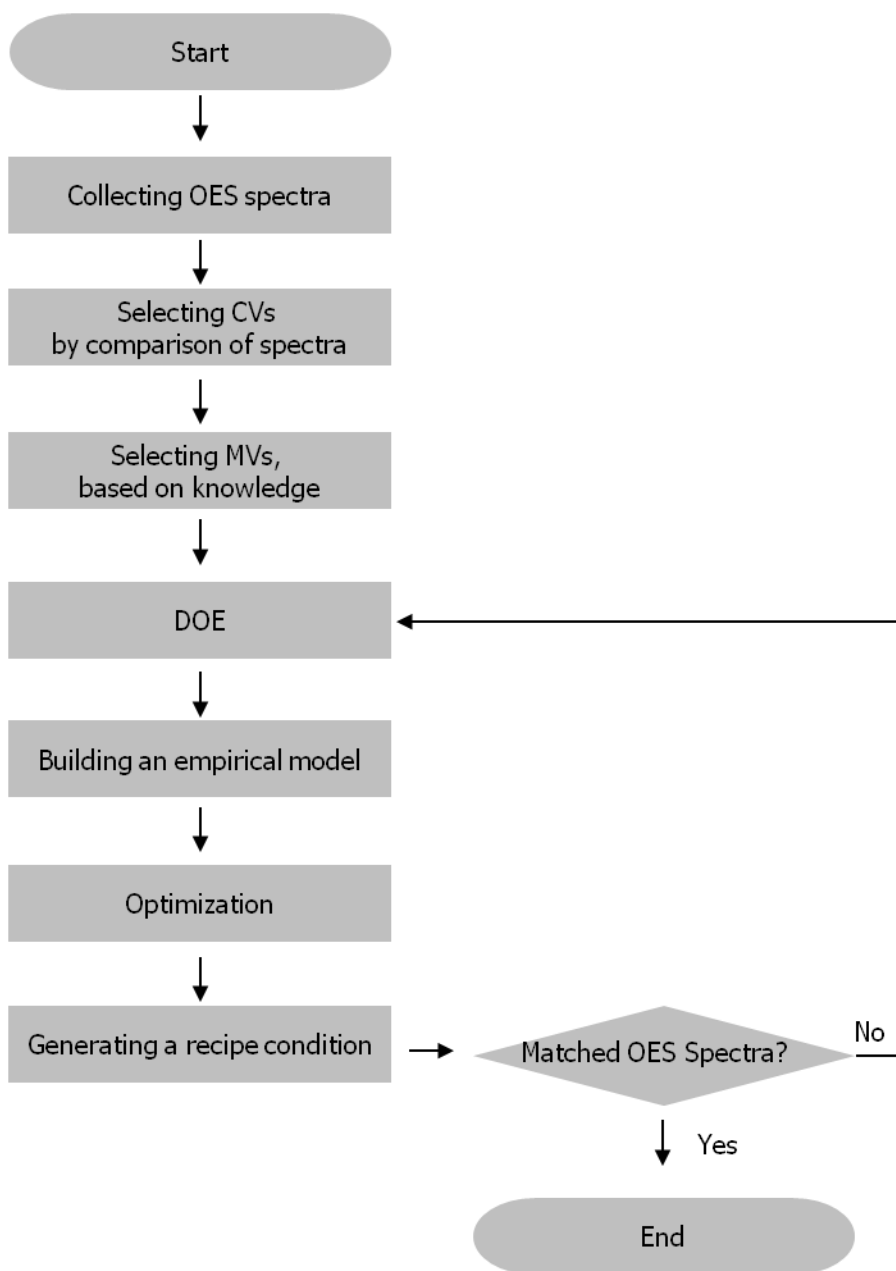 Start
Collecting OES spectra
Selecting CVs
by comparison of spectra
Selecting MVs,
based on knowledge
DOE
Building an empirical model
Optimization
Generating a recipe condition
Matched OES Spectra?
No
Yes
End